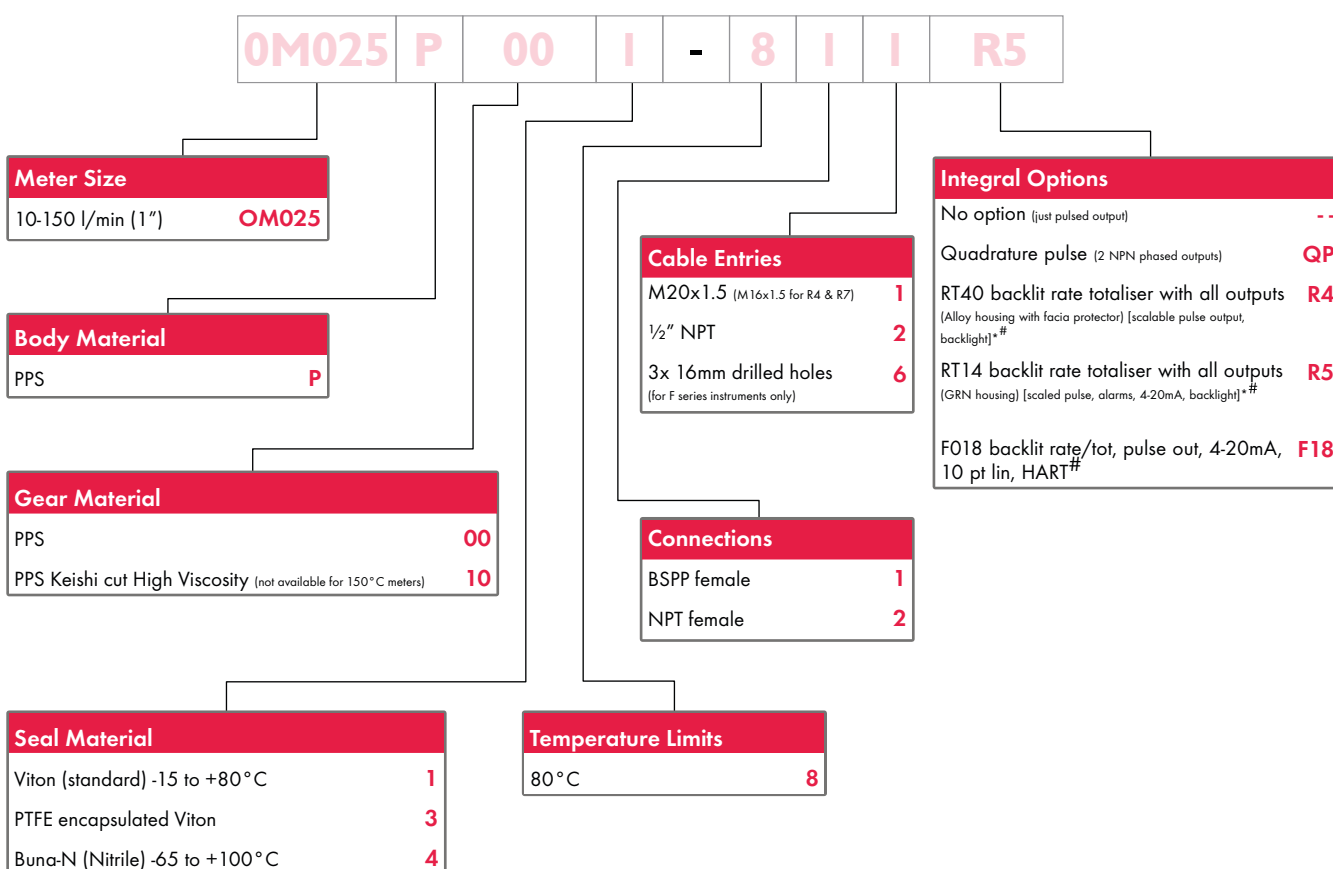 0M025 P 00 1 - 8 1 1 R5
Meter Size
10-150 l/min (1”) OM025
Body Material
PPS P
Gear Material
PPS 00
PPS Keishi cut High Viscosity (not available for 150°C meters) 10
Seal Material
Viton (standard) -15 to +80°C 1
PTFE encapsulated Viton 3
Buna-N (Nitrile) -65 to +100°C 4
Temperature Limits
80°C 8
Connections
BSPP female 1
NPT female 2
Cable Entries
M20x1.5 (M16x1.5 for R4 & R7) 1
½” NPT 2
3x 16mm drilled holes 6
(for F series instruments only)
Integral Options
No option (just pulsed output) --
Quadrature pulse (2 NPN phased outputs) QP
RT40 backlit rate totaliser with all outputs R4
(Alloy housing with facia protector) [scalable pulse output,
backlight]*#
RT14 backlit rate totaliser with all outputs R5
(GRN housing) [scaled pulse, alarms, 4-20mA, backlight]*#
F018 backlit rate/tot, pulse out, 4-20mA, F18
10 pt lin, HART#